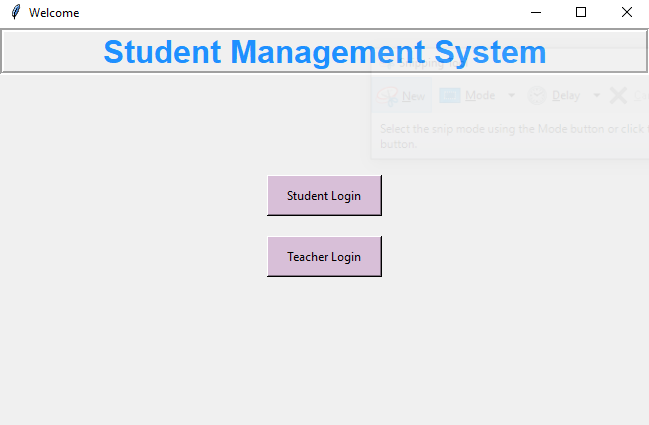 Welcome
Student Management System
Snipping
New Mode Delay
Select the snip mode using the Mode button or click t
button.
Student Login
Teacher Login